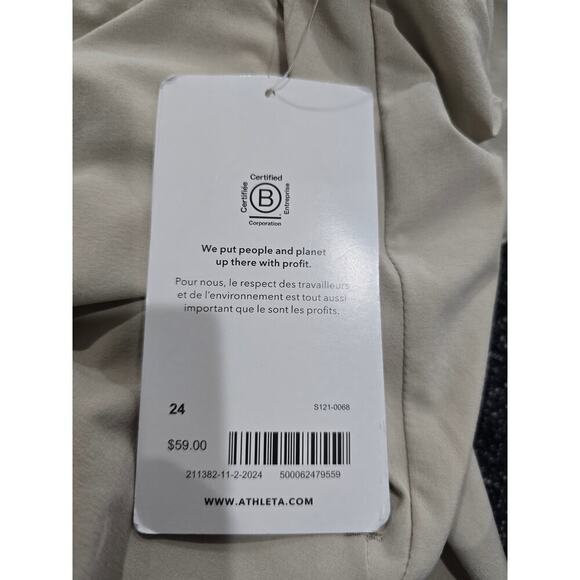 Certified
Certifiée
B
Entreprise
Corporation
We put people and planet
up there with profit.
Pour nous, le respect des travailleurs
et de l'environnement est tout aussi
important que le sont les profits.
24 S121-0068
$59.00
211382-11-2-2024 500062479559
WWW.ATHLETA.COM